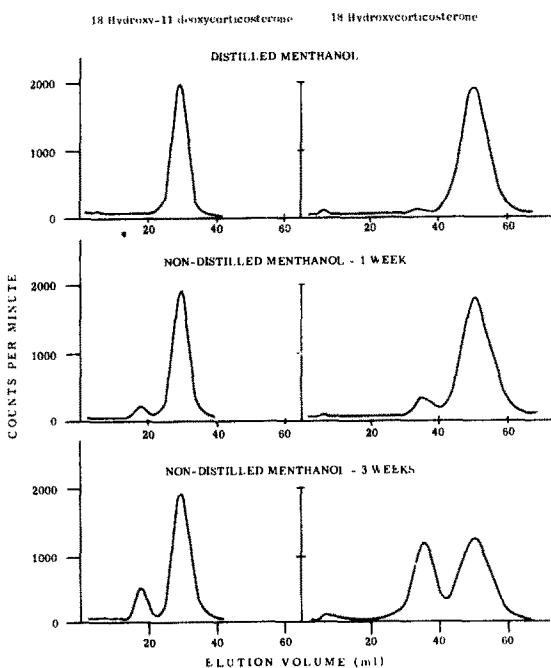 18 Hydroxy-11 deoxycorticosterone 18 Hydroxycorticosterone
DISTILLED MENTHANOL
2000
1000
0
20 40 60 20 40 60
NON-DISTILLED MENTHANOL - 1 WEEK
2000
1000
0
20 40 60 20 40 60
NON-DISTILLED MENTHANOL - 3 WEEKS
2000
1000
0
20 40 60 20 40 60
COUNTS PER MINUTE
ELUTION VOLUME (ml)